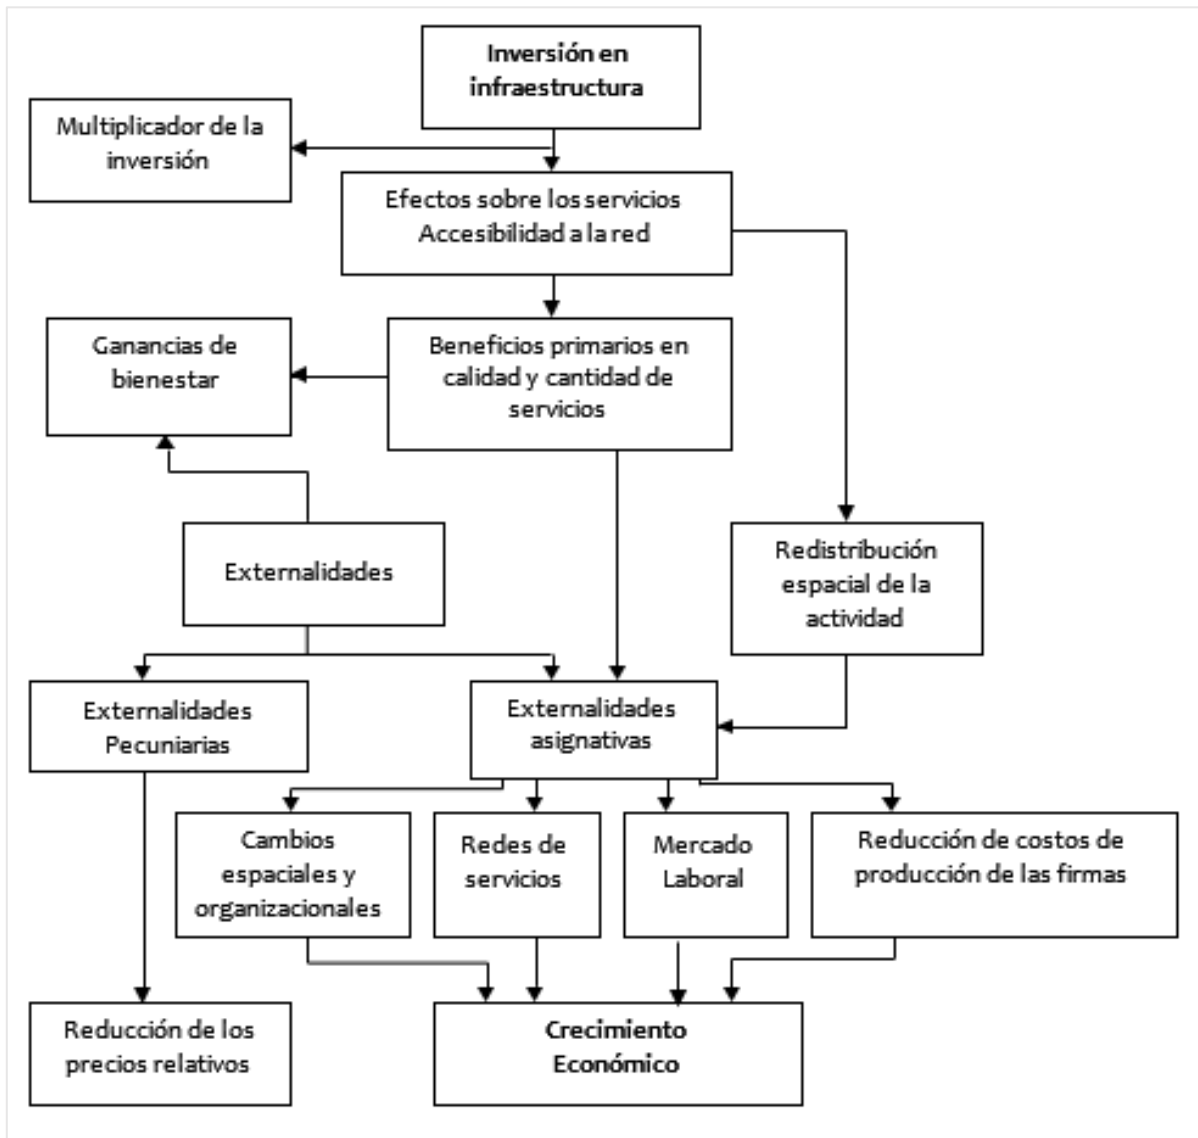 Inversión en
infraestructura
Multiplicador de la
inversión
Efectos sobre los servicios
Accesibilidad a la red
Ganancias de
bienestar
Beneficios primarios en
calidad y cantidad de
servicios
Externalidades
Redistribución
espacial de la
actividad
Externalidades
Pecuniarias
Externalidades
asignativas
Cambios
espaciales y
organizacionales
Redes de
servicios
Mercado
Laboral
Reducción de costos de
producción de las firmas
Reducción de los
precios relativos
Crecimiento
Económico